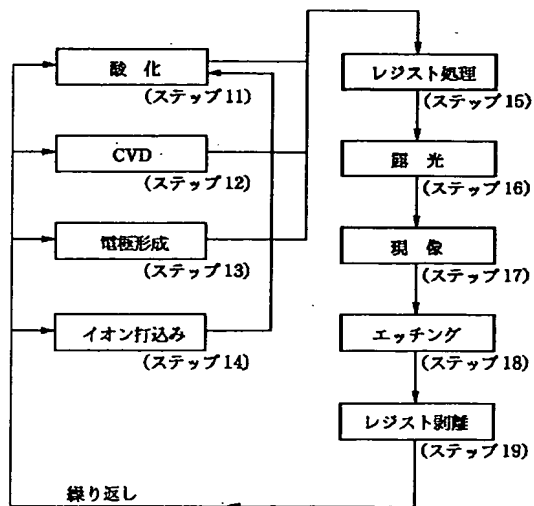 酸化
(ステップ11)
CVD
(ステップ12)
電極形成
(ステップ13)
イオン打込み
(ステップ14)
レジスト処理
(ステップ15)
露光
(ステップ16)
現像
(ステップ17)
エッチング
(ステップ18)
レジスト剥離
(ステップ19)
繰り返し